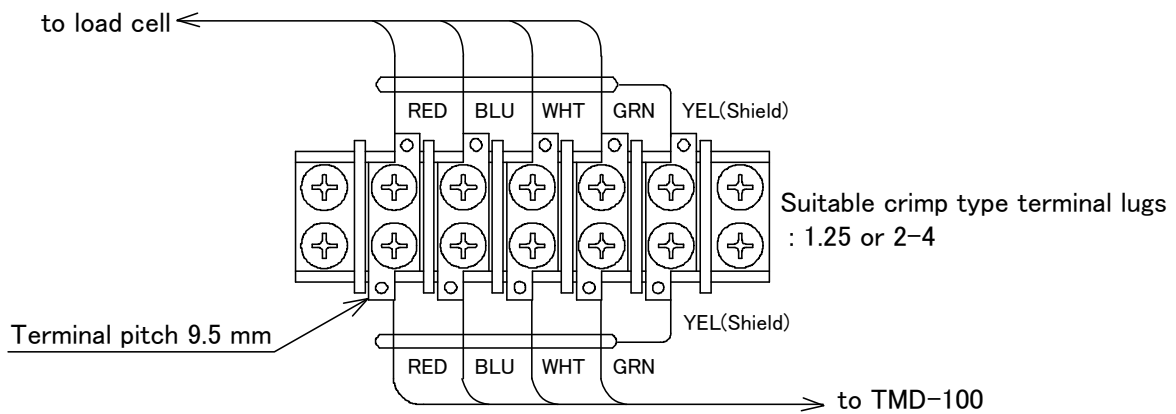 to load cell
RED BLU WHT GRN YEL(Shield)
Suitable crimp type terminal lugs
: 1.25 or 2-4
Terminal pitch 9.5 mm
YEL(Shield)
RED BLU WHT GRN
to TMD-100